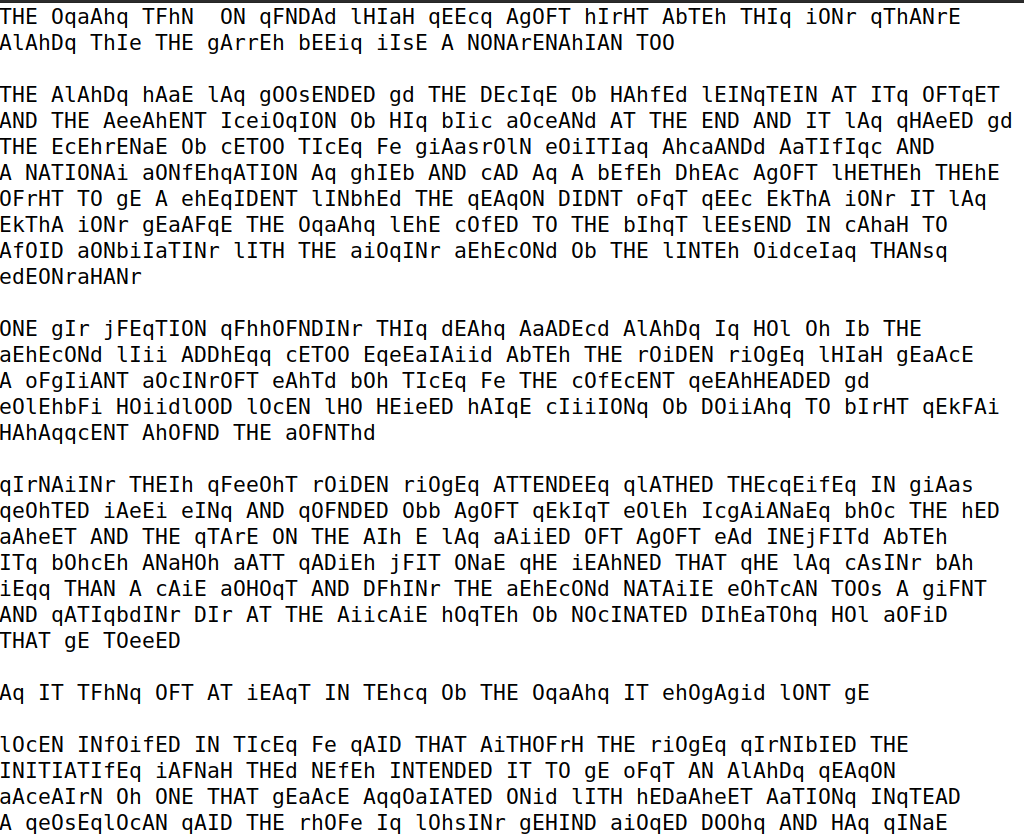 THE OqaAhq TFhN  ON qFNDAd lHIaH qEEcq AgOFT hIrHT AbTEh THIq iONr qThANrE
AlAhDq ThIe THE gArrEh bEEiq iIsE A NONArENAhIAN TOO
THE AlAhDq hAaE lAq gOOsENDED gd THE DEcIqE Ob HAhfEd lEINqTEIN AT ITq OFTqET
AND THE AeeAhENT IceiOqION Ob HIq bIic aOceANd AT THE END AND IT lAq qHAeED gd
THE EcEhrENaE Ob cETOO TIcEq Fe giAasrOlN eOiITIaq AhcaANDd AaTIfIqc AND
A NATIONAi aONfEhqATION Aq ghIEb AND cAD Aq A bEfEh DhEAc AgOFT lHETHEh THEhE
OFrHT TO gE A ehEqIDENT lINbhEd THE qEAqON DIDNT oFqT qEEc EkThA iONr IT lAq
EkThA iONr gEaAFqE THE OqaAhq lEhE cOfED TO THE bIhqT lEEsEND IN cAhaH TO
AfOID aONbiIaTINr lITH THE aiOqINr aEhEcONd Ob THE lINTEh OidceIaq THANsq
edEONraHANr
ONE gIr jFEqTION qFhhOFNDINr THIq dEAhq AaADEcd AlAhDq Iq HOl Oh Ib THE
aEhEcONd lIii ADDhEqq cETOO EqeEaIAiid AbTEh THE rOiDEN riOgEq lHIaH gEaAcE
A oFgIiANT aOcINrOFT eAhTd bOh TIcEq Fe THE cOfEcENT qeEAhHEADED gd
eOlEhbFi HOiidlOOD lOcEN lHO HEieED hAIqE cIiiIONq Ob DOiiAhq TO bIrHT qEkFAi
HAhAqqcENT AhOFND THE aOFNThd
qIrNAiINr THEIh qFeeOhT rOiDEN riOgEq ATTENDEEq qlATHED THEcqEifEq IN giAas
qeOhTED iAeEi eINq AND qOFNDED Obb AgOFT qEkIqT eOlEh IcgAiANaEq bhOc THE hED
aAheET AND THE qTArE ON THE AIh E lAq aAiiED OFT AgOFT eAd INEjFITd AbTEh
ITq bOhcEh ANaHOh aATT qADiEh jFIT ONaE qHE iEAhNED THAT qHE lAq cAsINr bAh
iEqq THAN A cAiE aOHOqT AND DFhINr THE aEhEcONd NATAiIE eOhTcAN TOOs A giFNT
AND qATIqbdINr DIr AT THE AiicAiE hOqTEh Ob NOcINATED DIhEaTOhq HOl aOFiD
THAT gE TOeeED
Aq IT TFhNq OFT AT iEAqT IN TEhcq Ob THE OqaAhq IT ehOgAgid lONT gE
lOcEN INfOifED IN TIcEq Fe qAID THAT AiTHOFrH THE riOgEq qIrNIbIED THE
INITIATIfEq iAFNaH THEd NEfEh INTENDED IT TO gE oFqT AN AlAhDq qEAqON
aAceAIrN Oh ONE THAT gEaAcE AqqOaIATED ONid lITH hEDaAheET AaTIONq INqTEAD
A qeOsEqlOcAN qAID THE rhOFe Iq lOhsINr gEHIND aiOqED DOOhq AND HAq qINaE